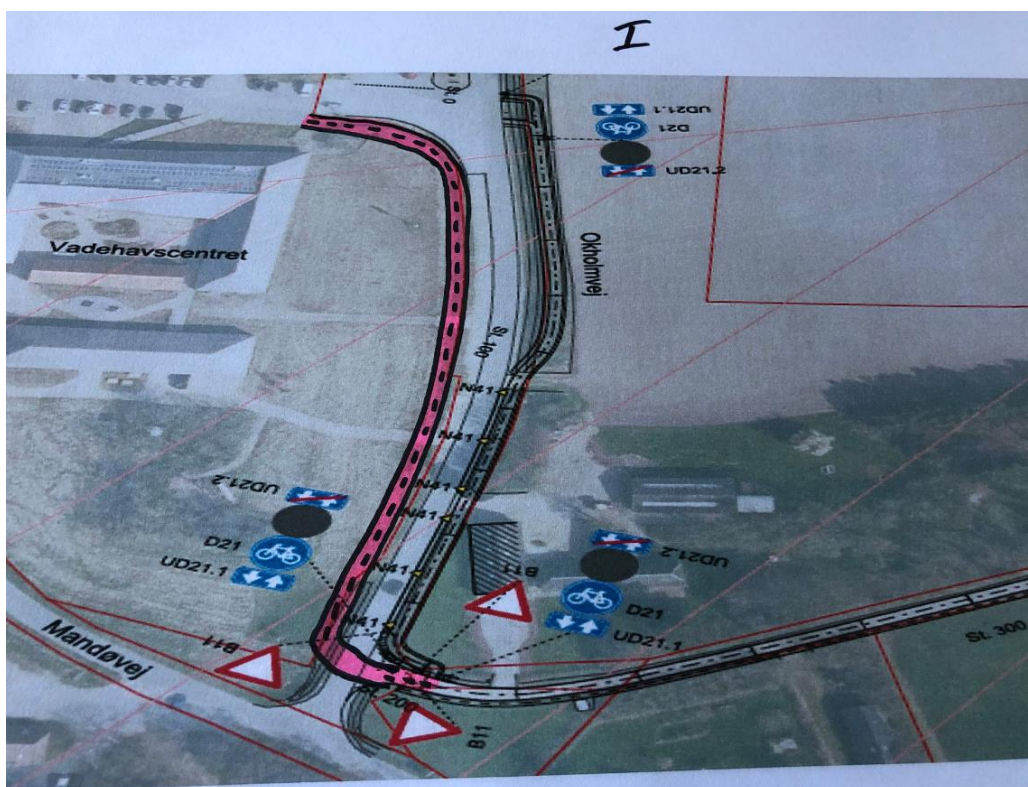 I
St. 0
UD21.1
D21
UD21.2
Okholmvej
Vadehavscentret
St. 100
N41
N41
N41
N41
N41
N41
UD21.2
D21
UD21.1
B11
UD21.2
D21
UD21.1
B11
Mandøvej
St. 300
200
B11